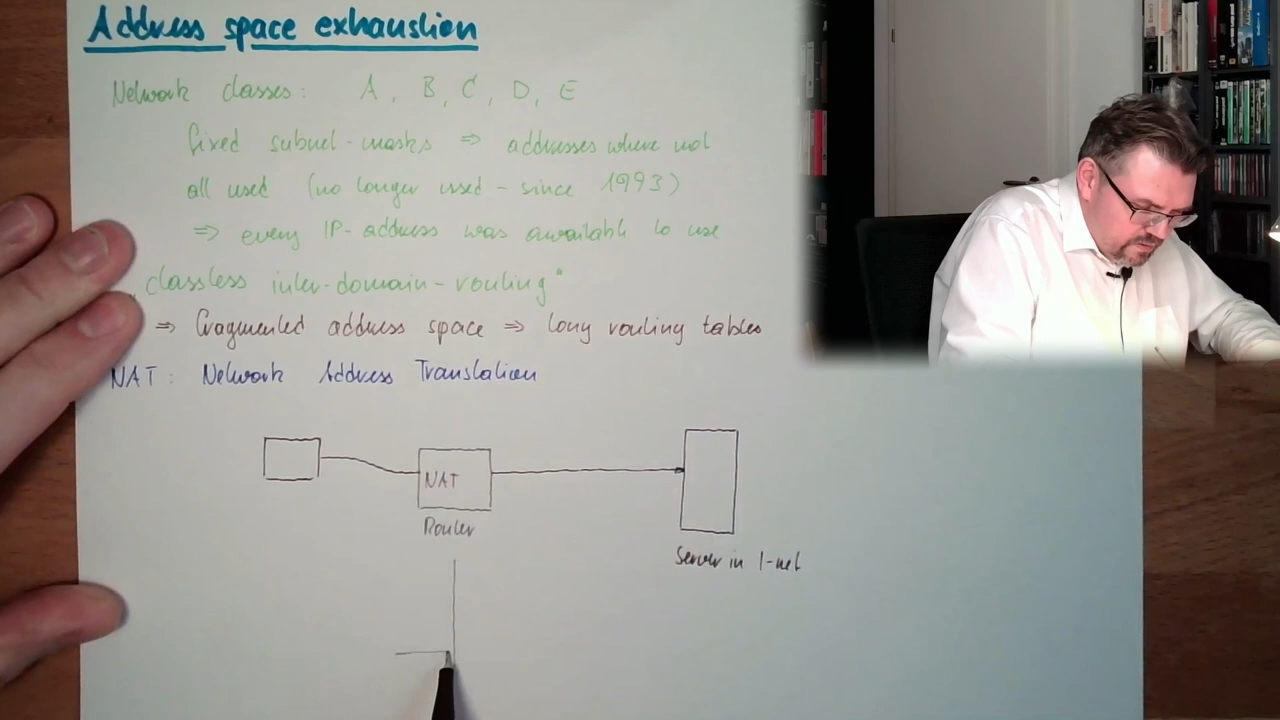 Address space exhaustion
Network classes: A, B, C, D, E
fixed subnet-masks ⇒ addresses where not
all used (no longer used - since 1993)
⇒ every IP-address was awailable to use
„classless inter-domain-routing"
⇒ fragmented address space ⇒ long routing tables
NAT: Network Address Translation
NAT
Router
Server in I-net